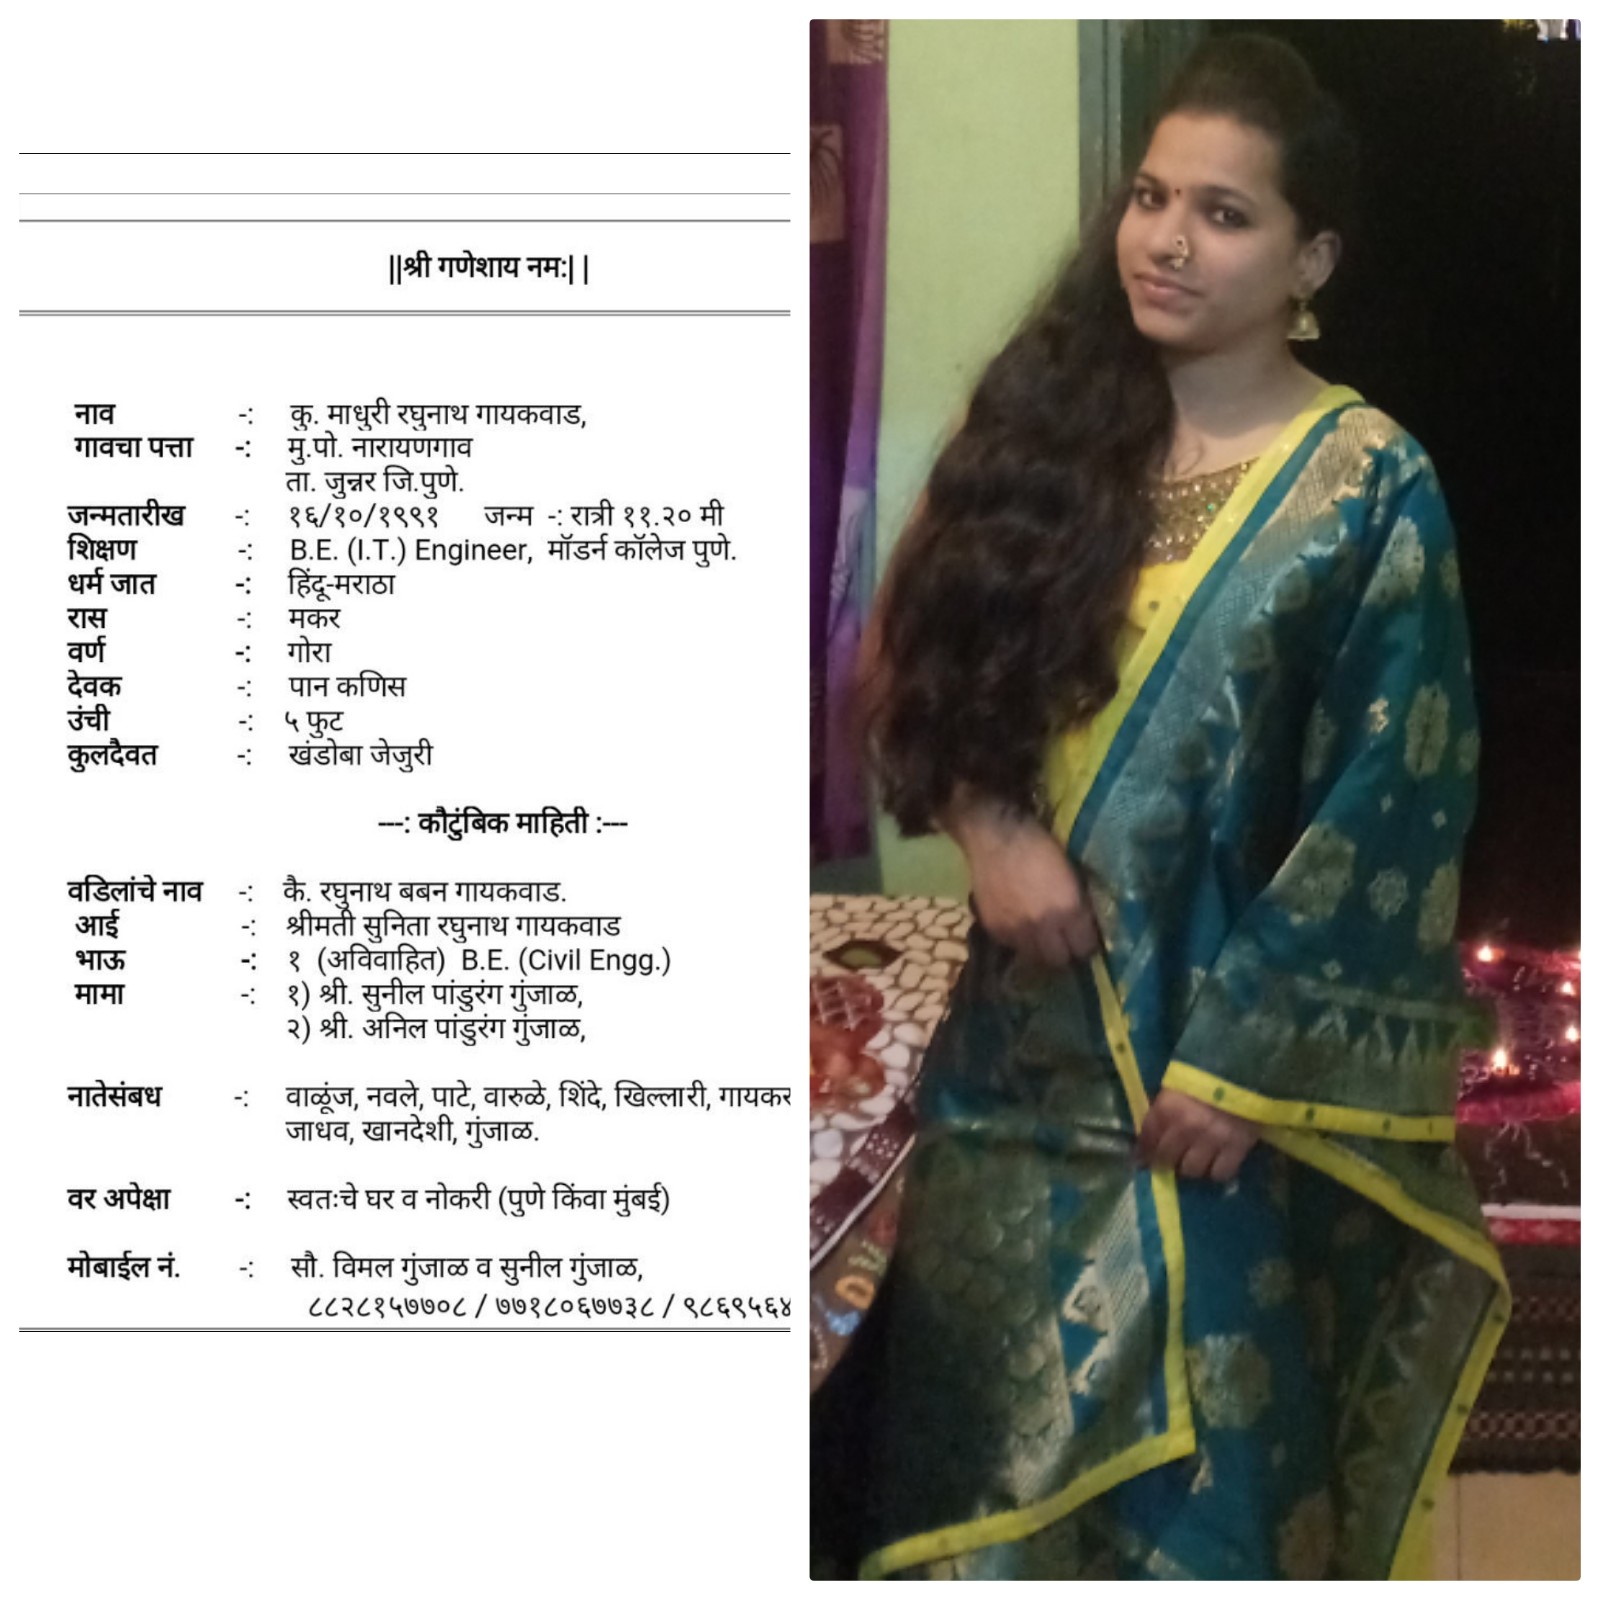 ||श्री गणेशाय नम:||
नाव -: कु. माधुरी रघुनाथ गायकवाड,
गावचा पत्ता -: मु.पो. नारायणगाव
ता. जुन्नर जि.पुणे.
जन्मतारीख -: १६/१०/१९९१ जन्म -: रात्री ११.२० मी
शिक्षण -: B.E. (I.T.) Engineer, मॉडर्न कॉलेज पुणे.
धर्म जात -: हिंदू-मराठा
रास -: मकर
वर्ण -: गोरा
देवक -: पान कणिस
उंची -: ५ फुट
कुलदैवत -: खंडोबा जेजुरी
---: कौटुंबिक माहिती :---
वडिलांचे नाव -: कै. रघुनाथ बबन गायकवाड.
आई -: श्रीमती सुनिता रघुनाथ गायकवाड
भाऊ -: १ (अविवाहित) B.E. (Civil Engg.)
मामा -: १) श्री. सुनील पांडुरंग गुंजाळ,
२) श्री. अनिल पांडुरंग गुंजाळ,
नातेसंबध -: वाळूंज, नवले, पाटे, वारुळे, शिंदे, खिल्लारी,
जाधव, खानदेशी, गुंजाळ.
वर अपेक्षा -: स्वतःचे घर व नोकरी (पुणे किंवा मुंबई)
मोबाईल नं. -: सौ. विमल गुंजाळ व सुनील गुंजाळ,
८८२८१५७७०८ / ७७१८०६७७३८ / ९८६९५६४